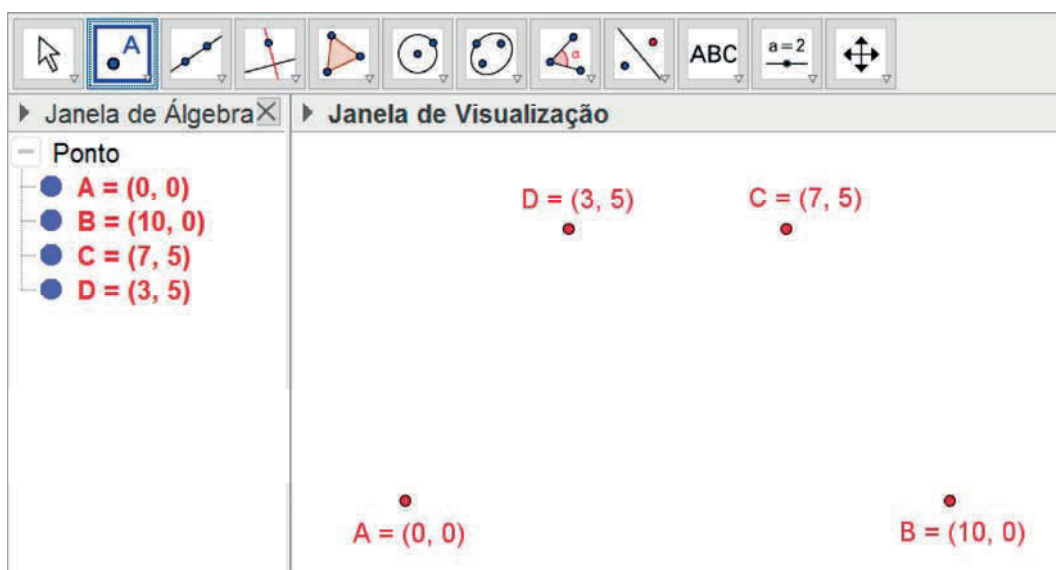 A
α
ABC
a = 2
Janela de Álgebra
Janela de Visualização
Ponto
A = (0, 0)
B = (10, 0)
C = (7, 5)
D = (3, 5)
D = (3, 5)
C = (7, 5)
A = (0, 0)
B = (10, 0)